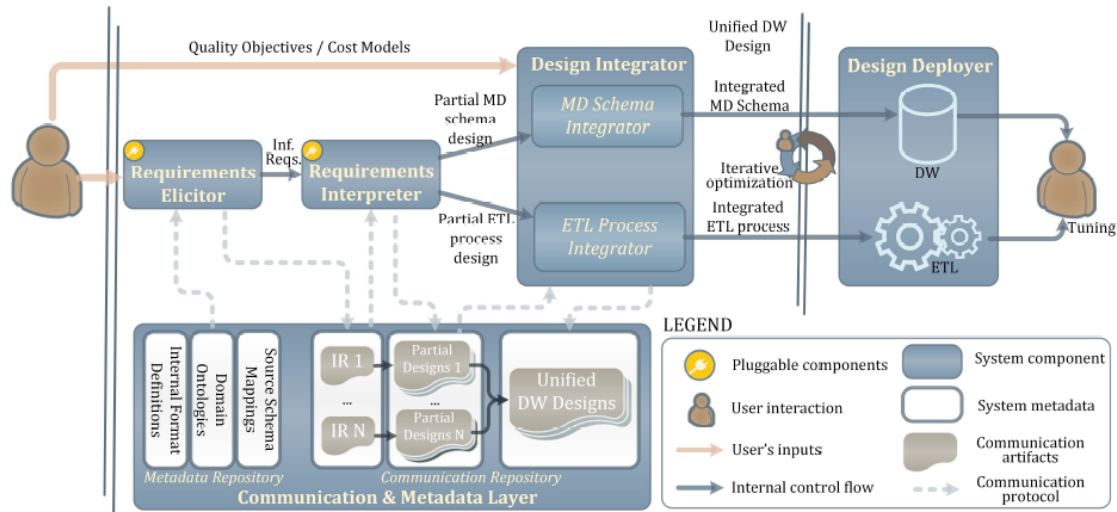 Quality Objectives / Cost Models
Unified DW
Design
Design Integrator
Design Deployer
Partial MD
schema
design
MD Schema
Integrator
Integrated
MD Schema
DW
Inf.
Reqs.
Requirements
Elicitor
Requirements
Interpreter
Iterative
optimization
Partial ETL
process
design
ETL Process
Integrator
Integrated
ETL process
ETL
Tuning
Internal Format
Definitions
Domain
Ontologies
Source Schema
Mappings
Metadata Repository
IR 1
...
IR N
Partial
Designs 1
...
Partial
Designs N
Unified
DW Designs
Communication Repository
Communication & Metadata Layer
LEGEND
Pluggable components
System component
User interaction
System metadata
User's inputs
Communication
artifacts
Internal control flow
Communication
protocol